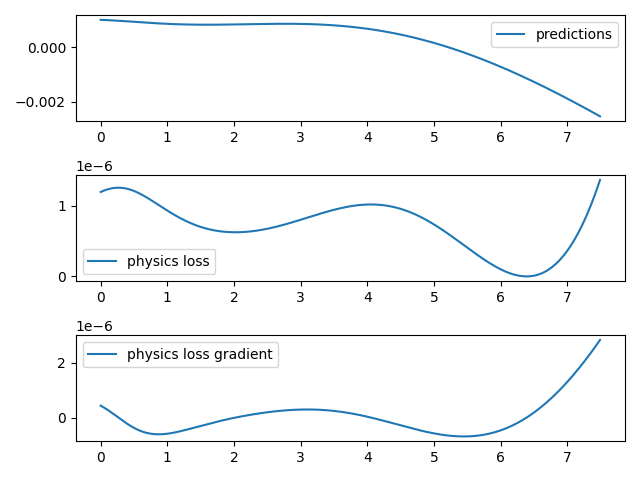 0.000
predictions
−0.002
0 1 2 3 4 5 6 7
1e−6
1
physics loss
0
0 1 2 3 4 5 6 7
1e−6
physics loss gradient
2
0
0 1 2 3 4 5 6 7